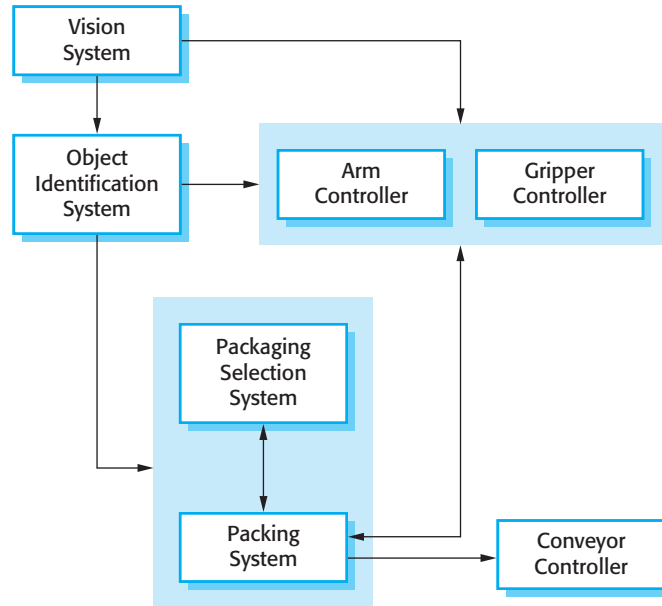 Vision
System
Object
Identification
System
Arm
Controller
Gripper
Controller
Packaging
Selection
System
Packing
System
Conveyor
Controller